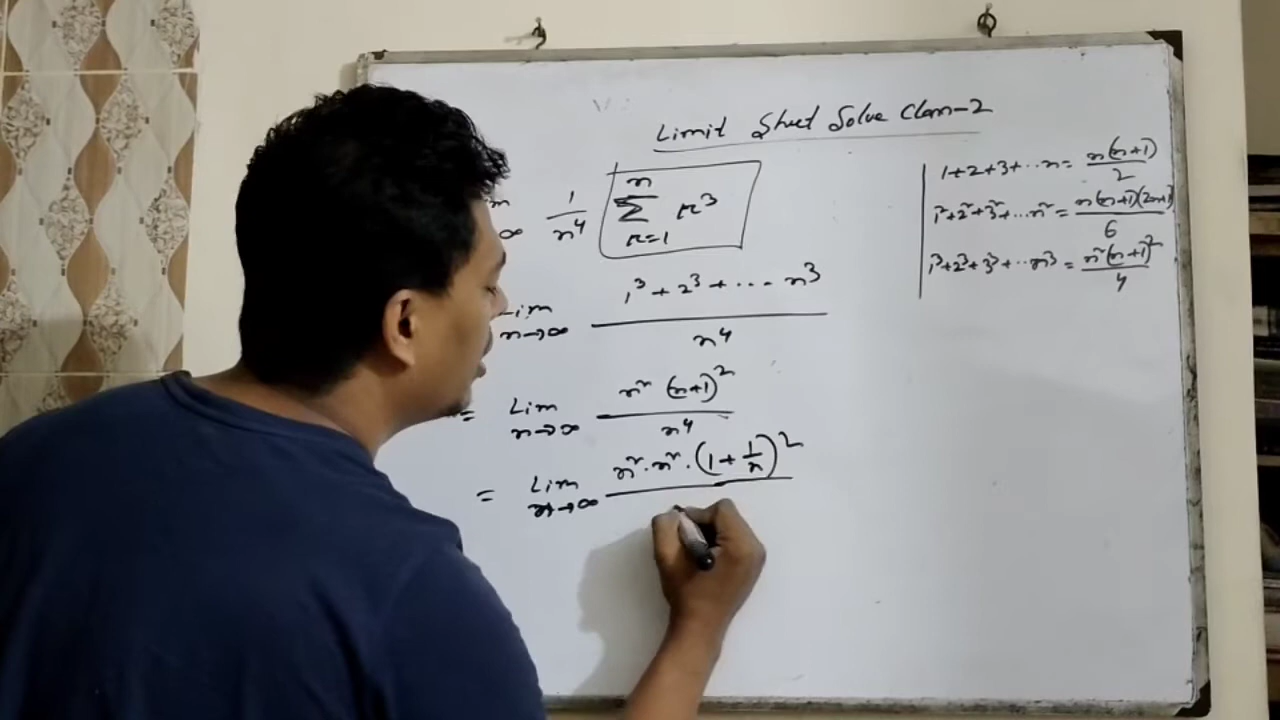 Limit Sheet Solve Class-2
1/n⁴ [ⁿΣᵣ₌₁ r³]
Lim n→∞ (1³ + 2³ + ... n³)/n⁴
= Lim n→∞ n²(n+1)²/n⁴
= Lim n→∞ n²·n²·(1 + 1/n)²
1+2+3+...n = n(n+1)/2
1²+2²+3²+...n² = n(n+1)(2n+1)/6
1³+2³+3³+...n³ = n²(n+1)²/4